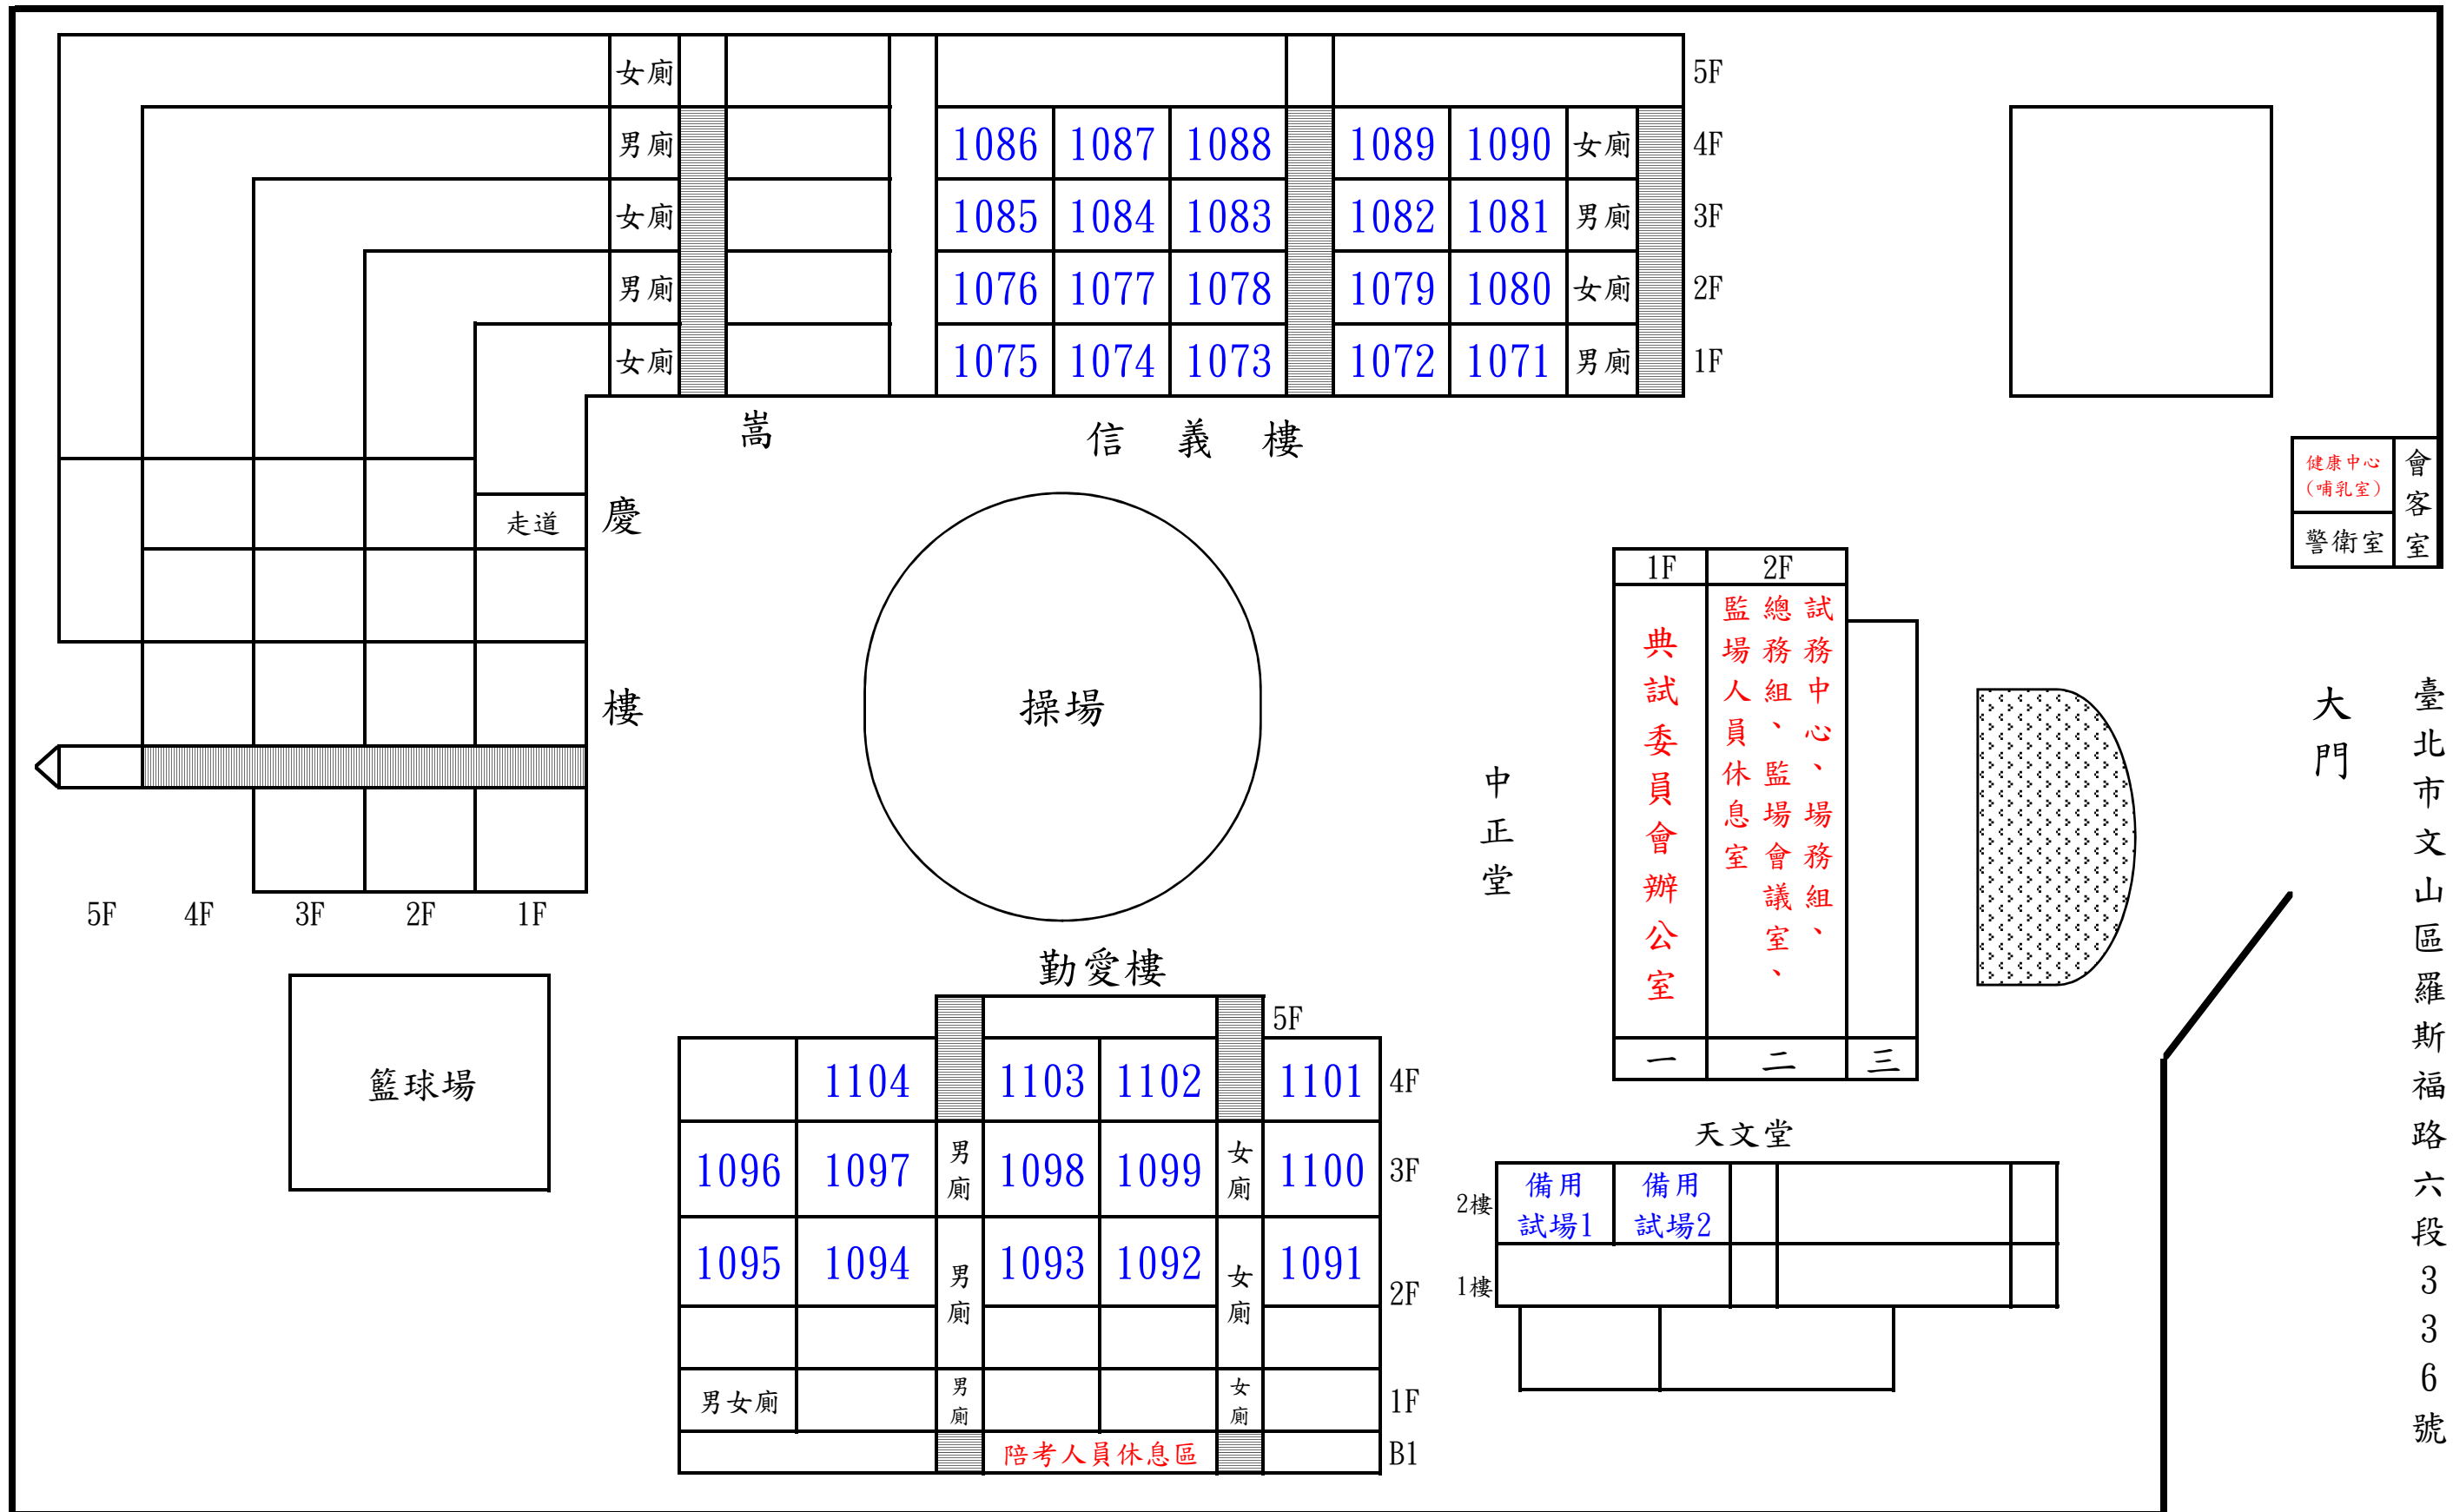 女廁 5F
男廁 1086 1087 1088 1089 1090 女廁 4F
女廁 1085 1084 1083 1082 1081 男廁 3F
男廁 1076 1077 1078 1079 1080 女廁 2F
女廁 1075 1074 1073 1072 1071 男廁 1F
嵩慶樓
信義樓
走道
健康中心
(哺乳室)
警衛室
會客室
操場
中正堂
1F 2F
典試委員會辦公室
試務中心、場務組、
總務組、監場會議室、
監場人員休息室
一 二 三
大門
臺北市文山區羅斯福路六段336號
5F 4F 3F 2F 1F
籃球場
勤愛樓
5F
1104 1103 1102 1101 4F
1096 1097 男廁 1098 1099 女廁 1100 3F
1095 1094 男廁 1093 1092 女廁 1091 2F
男女廁 男廁 女廁 1F
陪考人員休息區 B1
天文堂
2樓 備用 備用
試場1 試場2
1樓